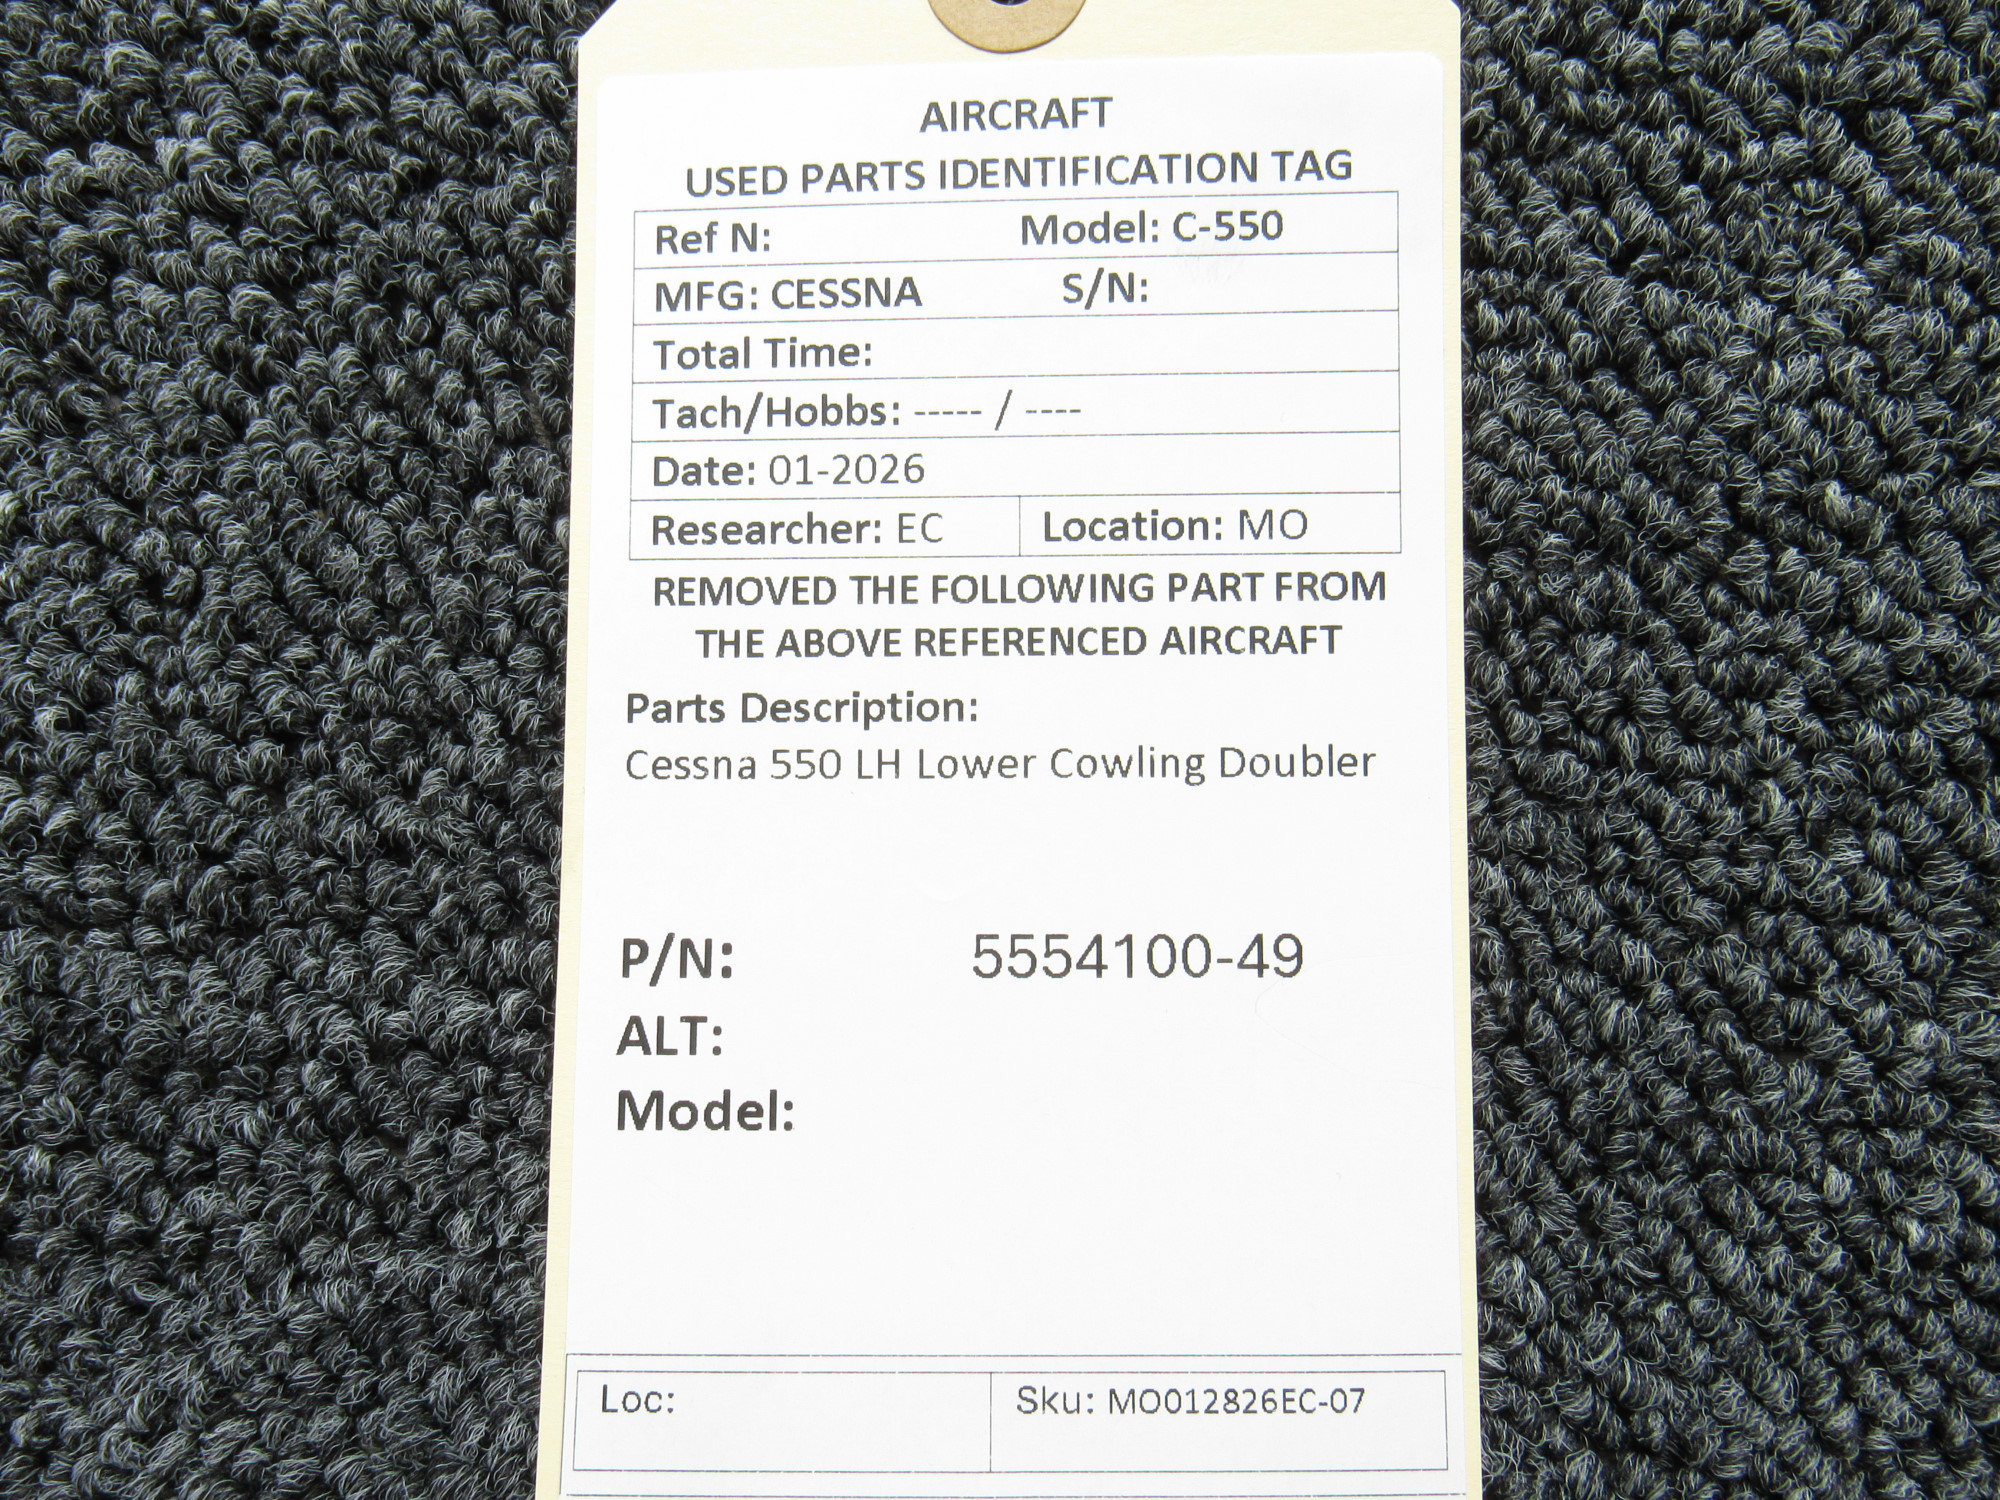 AIRCRAFT
USED PARTS IDENTIFICATION TAG
Ref N: Model: C-550
MFG: CESSNA S/N:
Total Time:
Tach/Hobbs: ----- / ----
Date: 01-2026
Researcher: EC Location: MO
REMOVED THE FOLLOWING PART FROM
THE ABOVE REFERENCED AIRCRAFT
Parts Description:
Cessna 550 LH Lower Cowling Doubler
P/N: 5554100-49
ALT:
Model:
Loc: Sku: MO012826EC-07